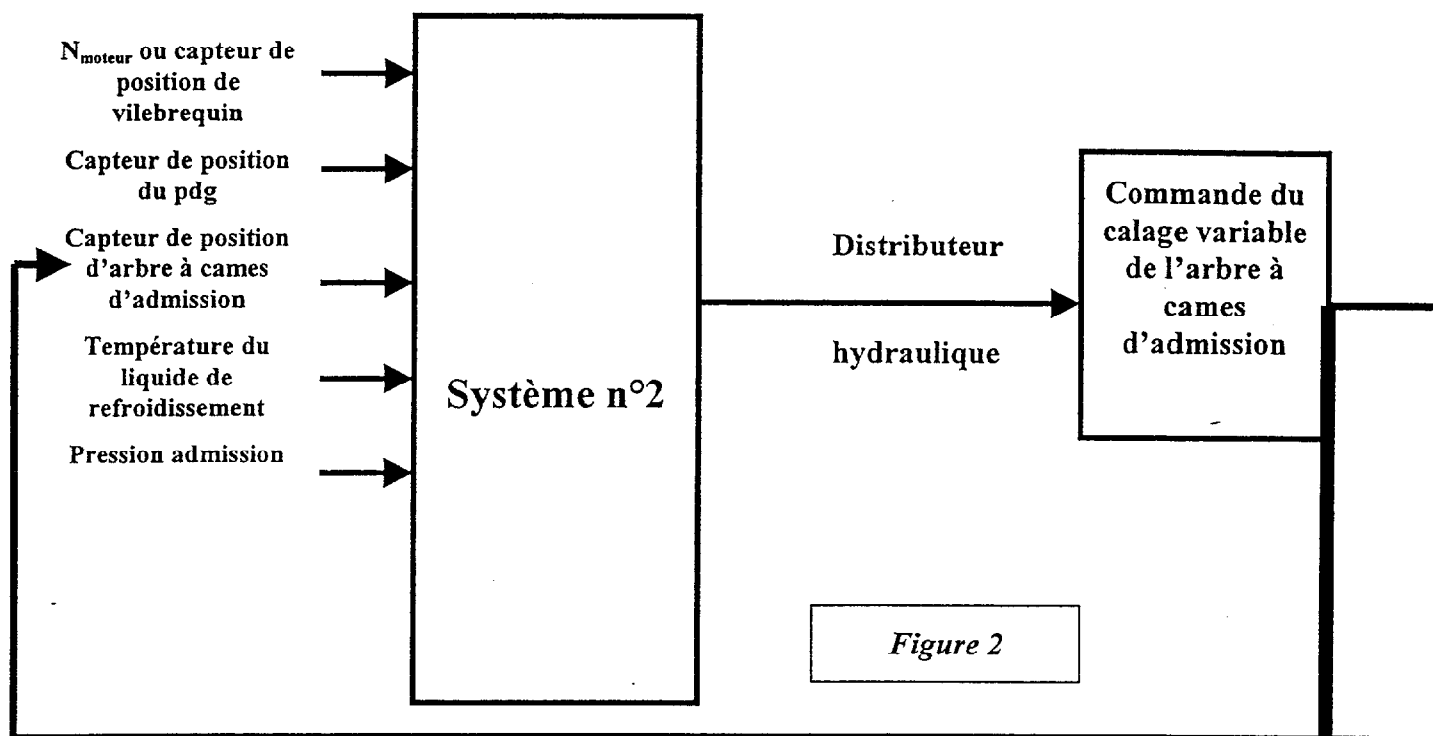 N moteur ou capteur de
position de
vilebrequin
Capteur de position
du pdg
Capteur de position
d'arbre à cames
d'admission
Température du
liquide de
refroidissement
Pression admission
Système n°2
Distributeur
hydraulique
Commande du
calage variable
de l'arbre à
cames
d'admission
Figure 2